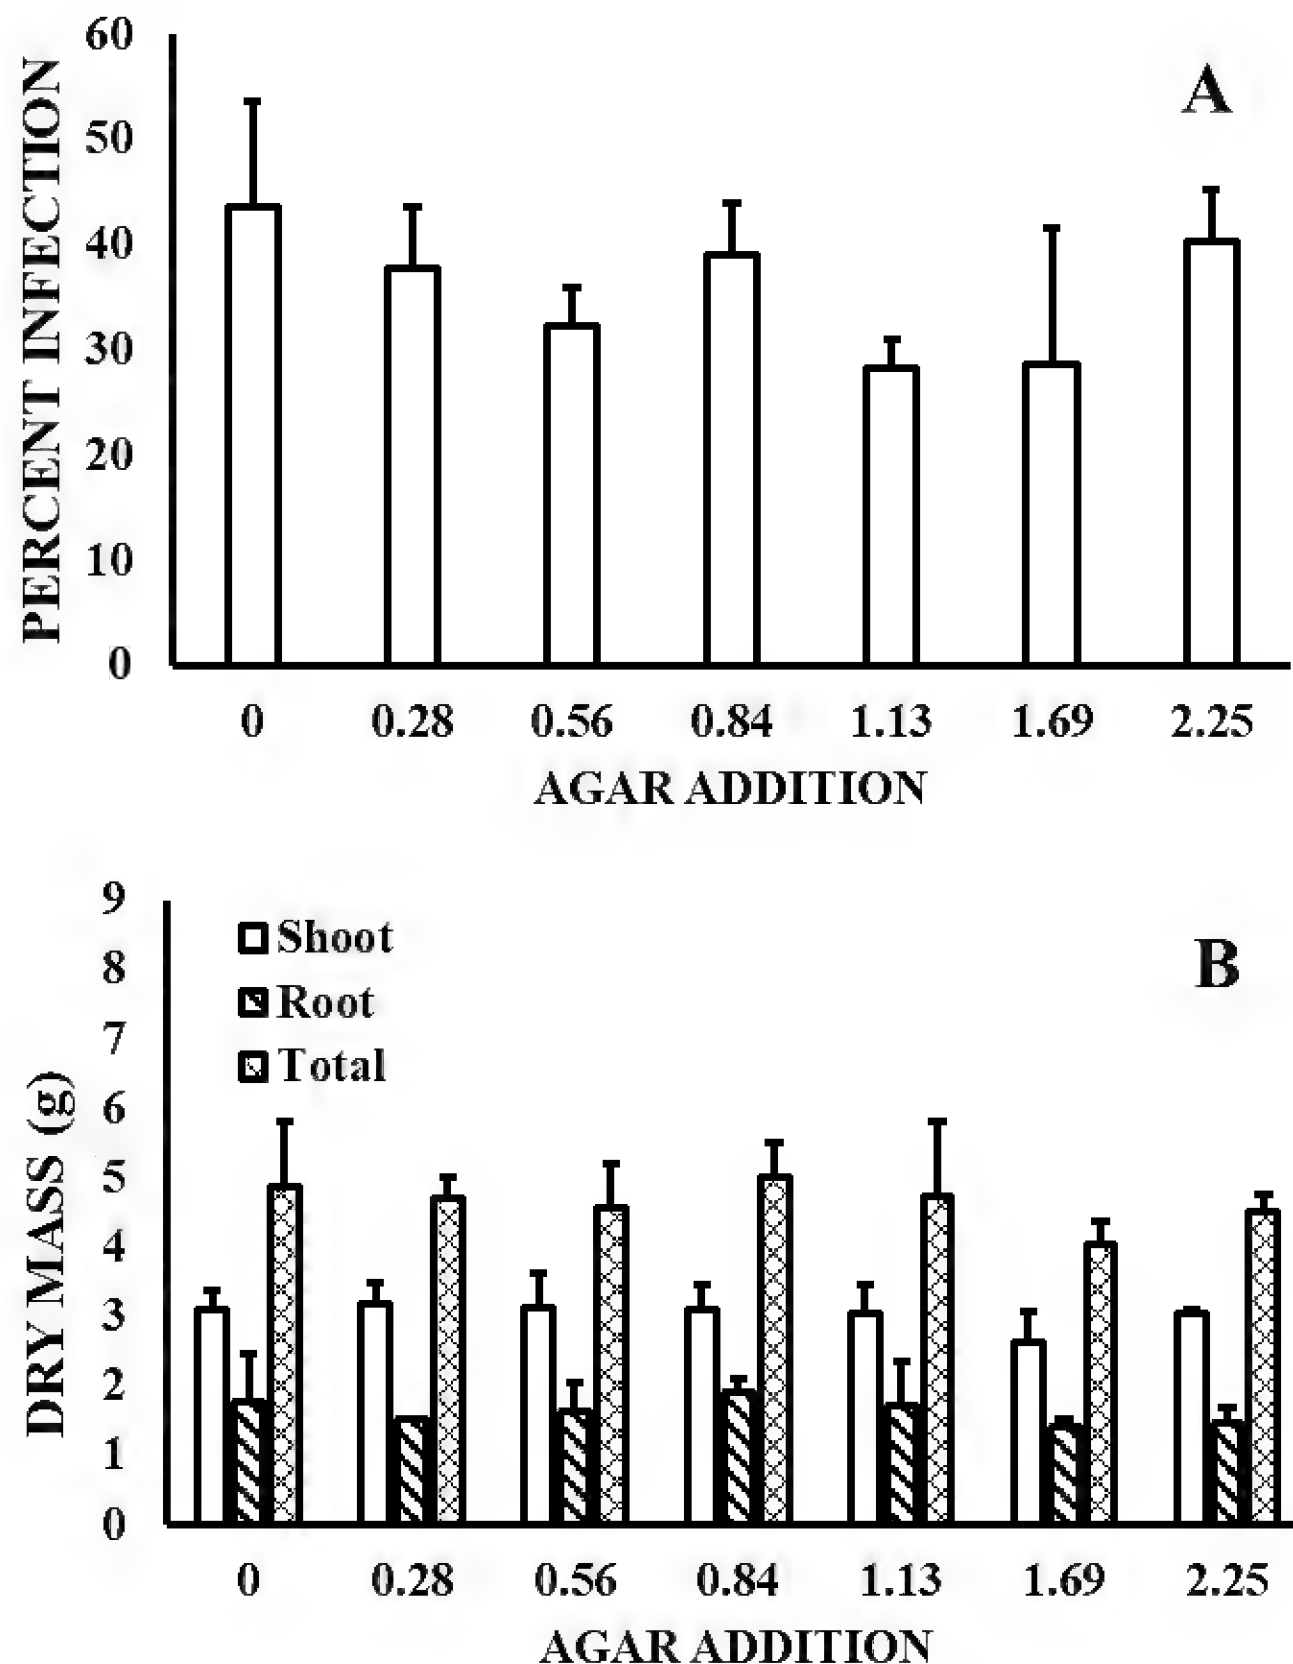 A
PERCENT INFECTION
60
50
40
30
20
10
0
0 0.28 0.56 0.84 1.13 1.69 2.25
AGAR ADDITION
B
Shoot
Root
Total
DRY MASS (g)
9
8
7
6
5
4
3
2
1
0
0 0.28 0.56 0.84 1.13 1.69 2.25
AGAR ADDITION